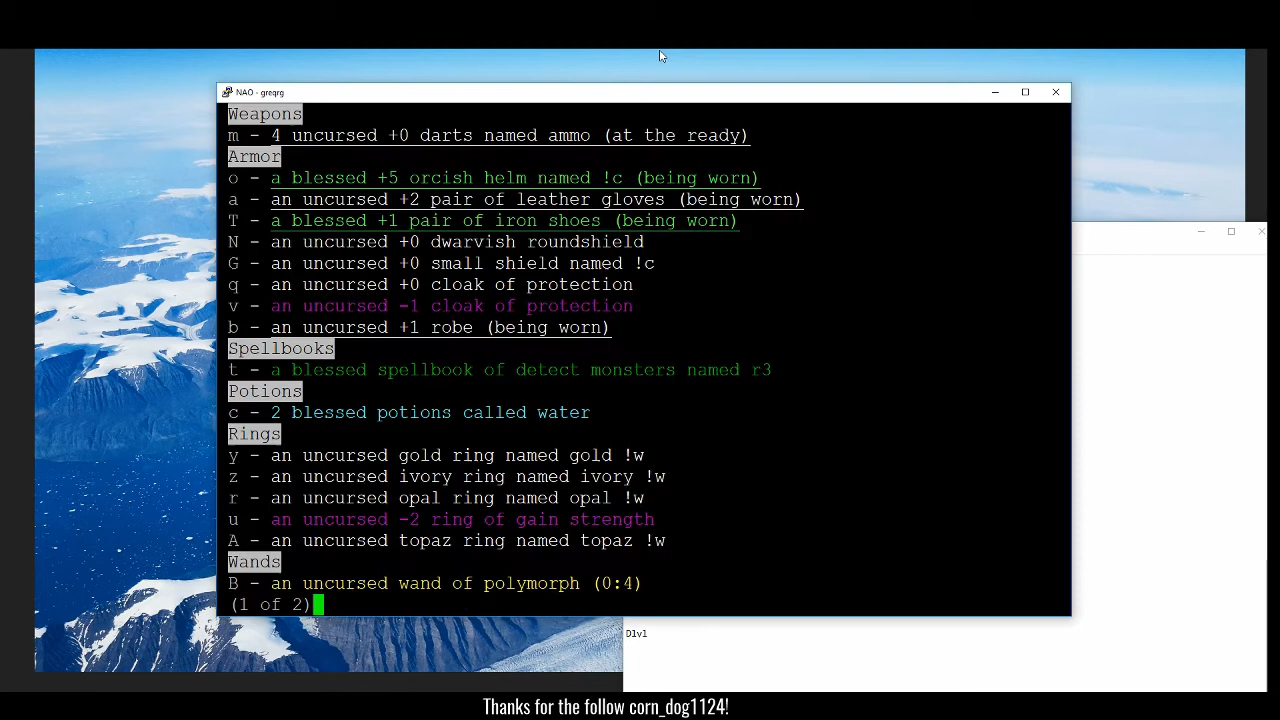 NAO - greqrg
Weapons
m - 4 uncursed +0 darts named ammo (at the ready)
Armor
o - a blessed +5 orcish helm named !c (being worn)
a - an uncursed +2 pair of leather gloves (being worn)
T - a blessed +1 pair of iron shoes (being worn)
N - an uncursed +0 dwarvish roundshield
G - an uncursed +0 small shield named !c
q - an uncursed +0 cloak of protection
v - an uncursed -1 cloak of protection
b - an uncursed +1 robe (being worn)
Spellbooks
t - a blessed spellbook of detect monsters named r3
Potions
c - 2 blessed potions called water
Rings
y - an uncursed gold ring named gold !w
z - an uncursed ivory ring named ivory !w
r - an uncursed opal ring named opal !w
u - an uncursed -2 ring of gain strength
A - an uncursed topaz ring named topaz !w
Wands
B - an uncursed wand of polymorph (0:4)
(1 of 2)
Dlvl
Thanks for the follow corn_dog1124!